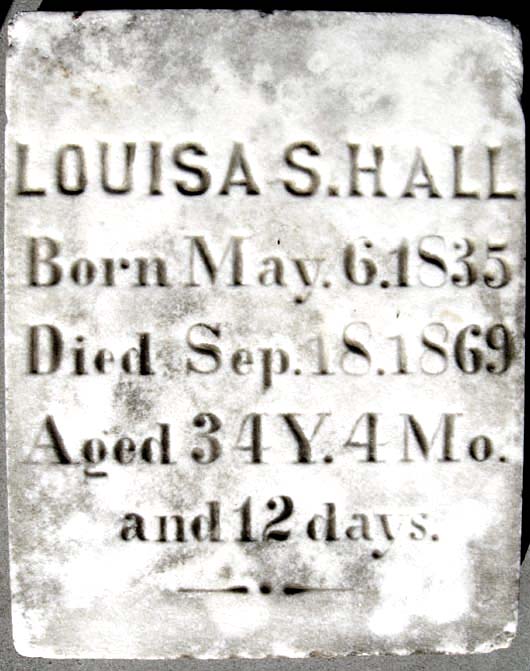 LOUISA S. HALL
Born May. 6. 1835
Died, Sep. 18. 1869
Aged 34 Y. 4 Mo.
and 12 days.